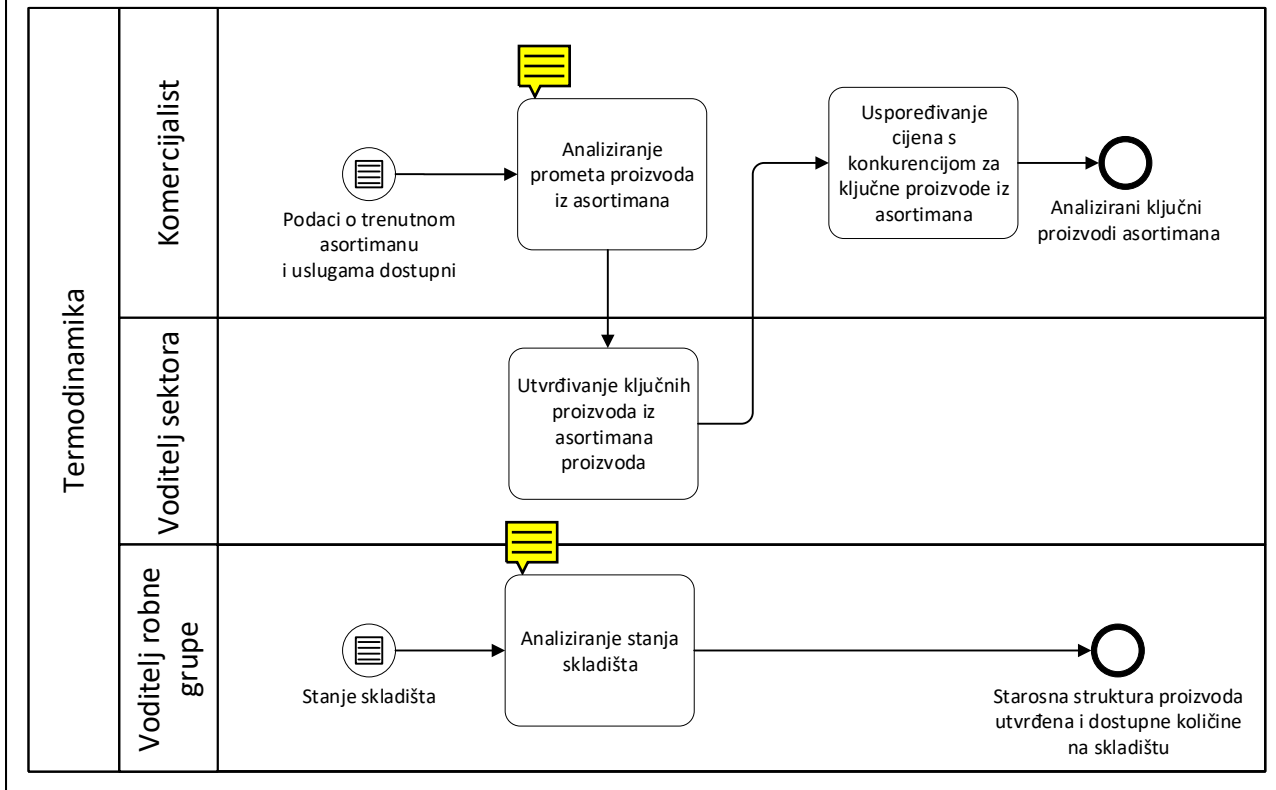 Termodinamika
Komercijalist
Podaci o trenutnom
asortimanu
i uslugama dostupni
Analiziranje
prometa proizvoda
iz asortimana
Uspoređivanje
cijena s
konkurencijom za
ključne proizvode iz
asortimana
Analizirani ključni
proizvodi asortimana
Voditelj sektora
Utvrđivanje ključnih
proizvoda iz
asortimana
proizvoda
Voditelj robne
grupe
Stanje skladišta
Analiziranje stanja
skladišta
Starosna struktura proizvoda
utvrđena i dostupne količine
na skladištu